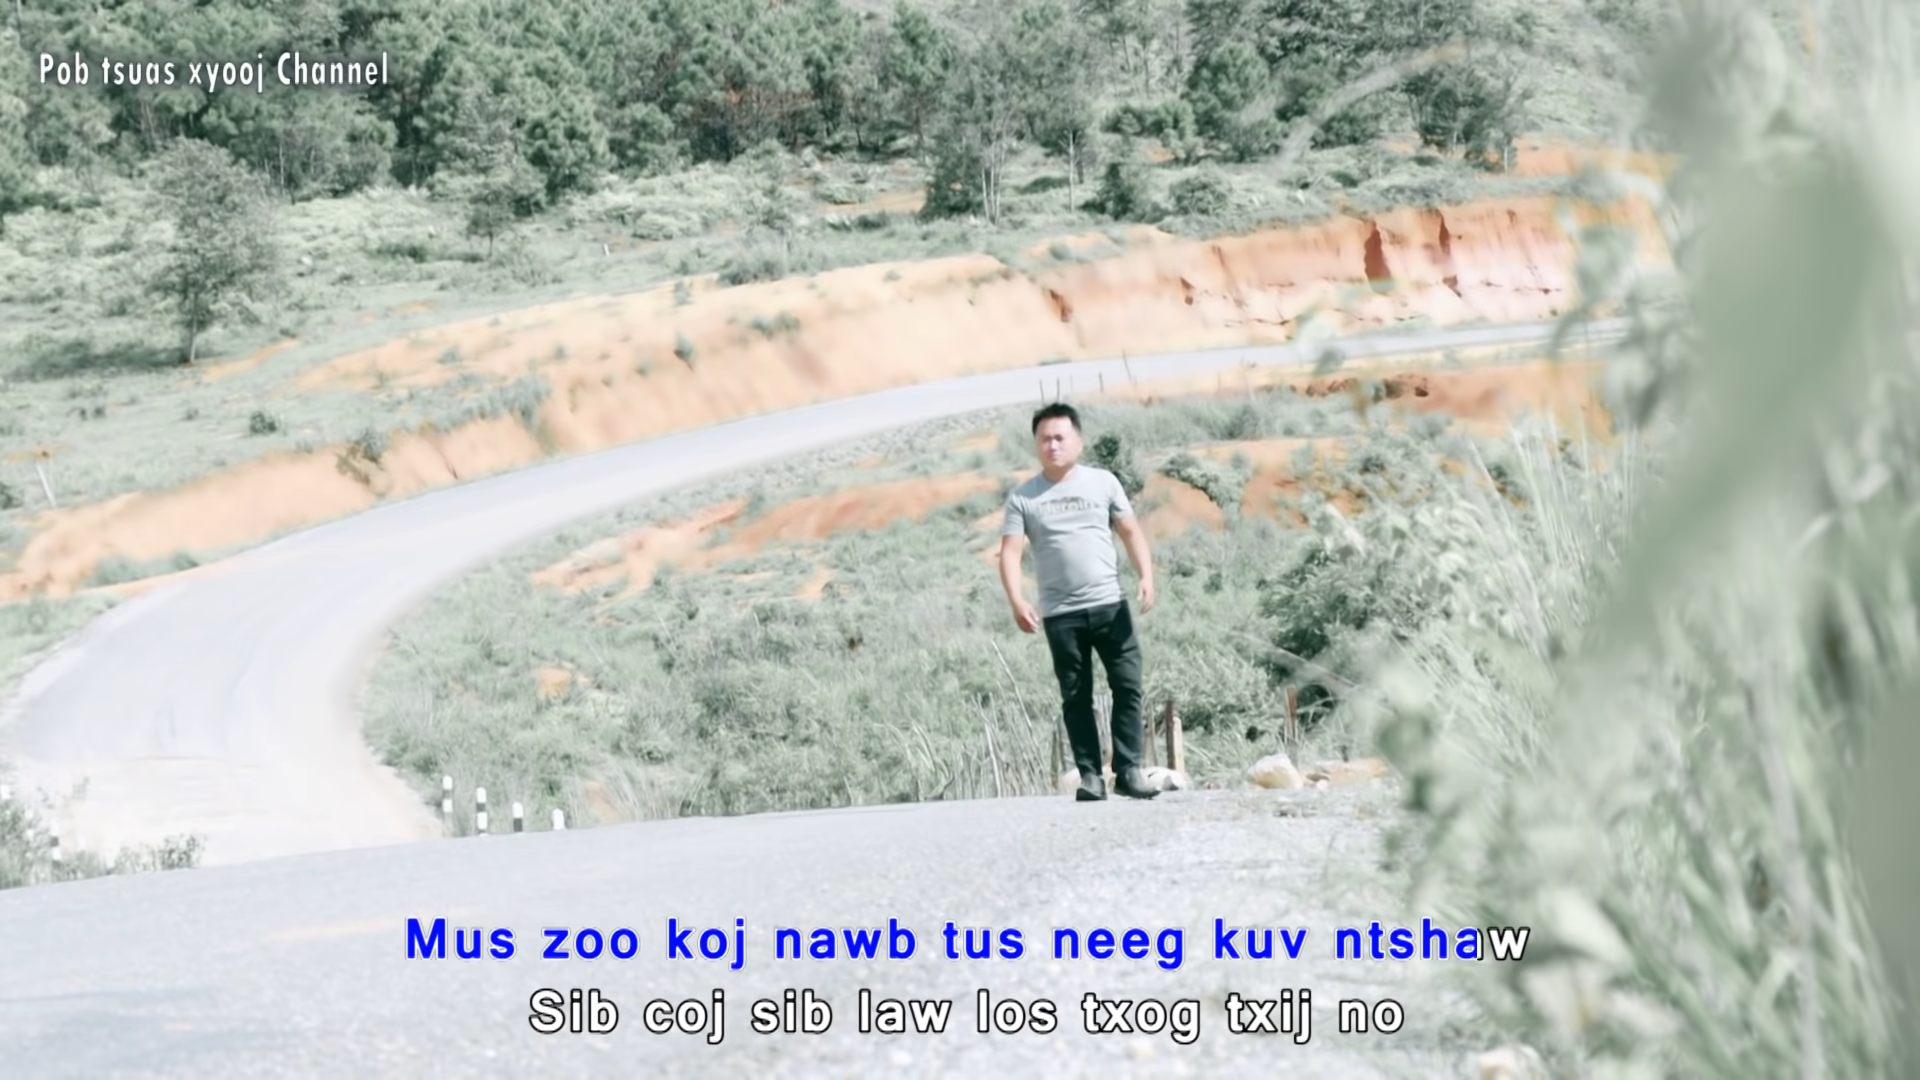 Pob tsuas xyooj Channel
Mus zoo koj nawb tus neeg kuv ntshaw
Sib coj sib law los txog txij no